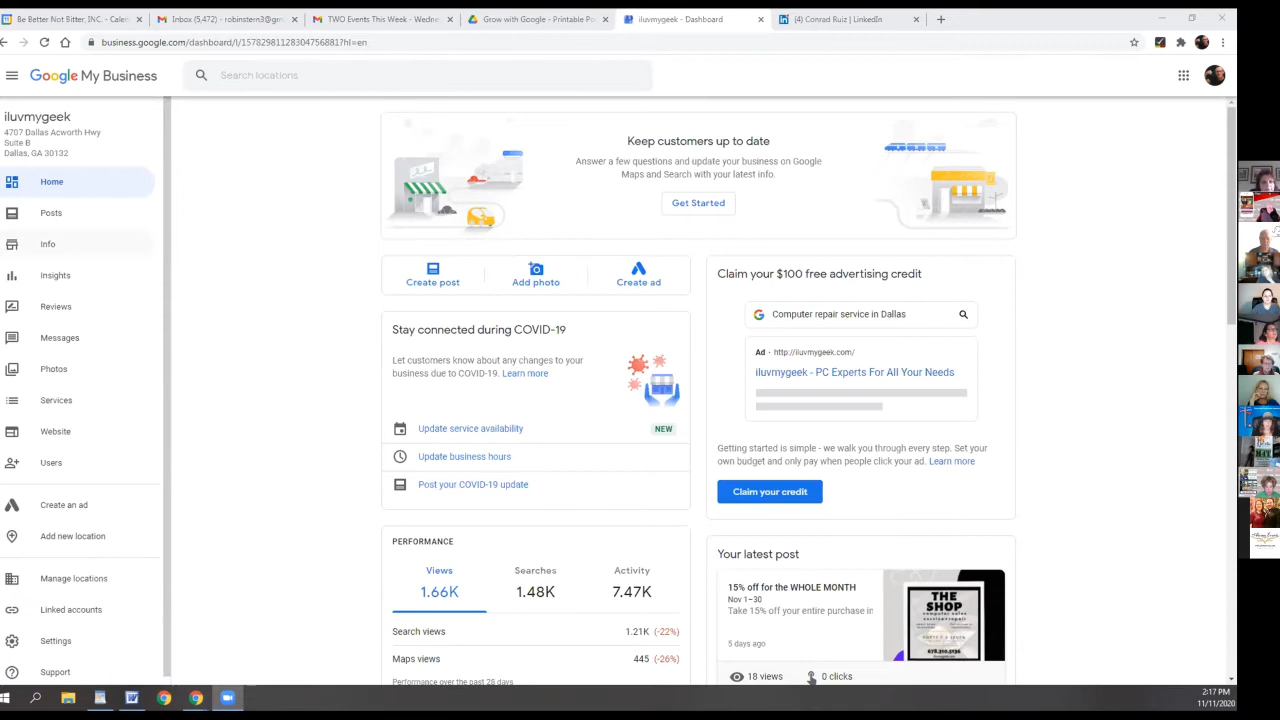 Be Better Not Bitter, INC. - Calen
Inbox (5,472) - robinstern3@gm
TWO Events This Week - Wednes
Grow with Google - Printable Po
iluvmygeek - Dashboard
(4) Conrad Ruiz | LinkedIn
business.google.com/dashboard/l/15782981128304756881?hl=en
Google My Business
Search locations
iluvmygeek
4707 Dallas Acworth Hwy
Suite B
Dallas, GA 30132
Home
Posts
Info
Insights
Reviews
Messages
Photos
Services
Website
Users
Create an ad
Add new location
Manage locations
Linked accounts
Settings
Support
Keep customers up to date
Answer a few questions and update your business on Google
Maps and Search with your latest info.
Get Started
Create post
Add photo
Create ad
Stay connected during COVID-19
Let customers know about any changes to your
business due to COVID-19. Learn more
Update service availability
NEW
Update business hours
Post your COVID-19 update
PERFORMANCE
Views
Searches
Activity
1.66K
1.48K
7.47K
Search views
1.21K (-22%)
Maps views
445 (-26%)
Performance over the past 28 days
Claim your $100 free advertising credit
Computer repair service in Dallas
Ad · http://iluvmygeek.com/
iluvmygeek - PC Experts For All Your Needs
Getting started is simple - we walk you through every step. Set your
own budget and only pay when people click your ad. Learn more
Claim your credit
Your latest post
15% off for the WHOLE MONTH
Nov 1–30
Take 15% off your entire purchase in
5 days ago
THE
SHOP
computer sales
service+repair
678.210.5136
18 views
0 clicks
2:17 PM
11/11/2020